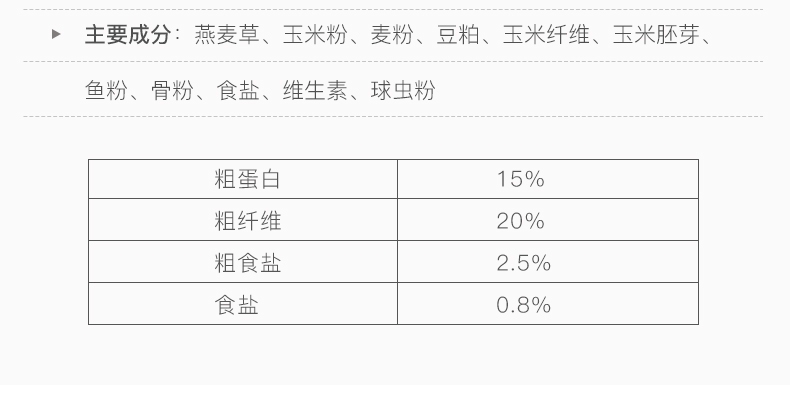 ▶ 主要成分：燕麦草、玉米粉、麦粉、豆粕、玉米纤维、玉米胚芽、
鱼粉、骨粉、食盐、维生素、球虫粉
粗蛋白 15%
粗纤维 20%
粗食盐 2.5%
食盐 0.8%